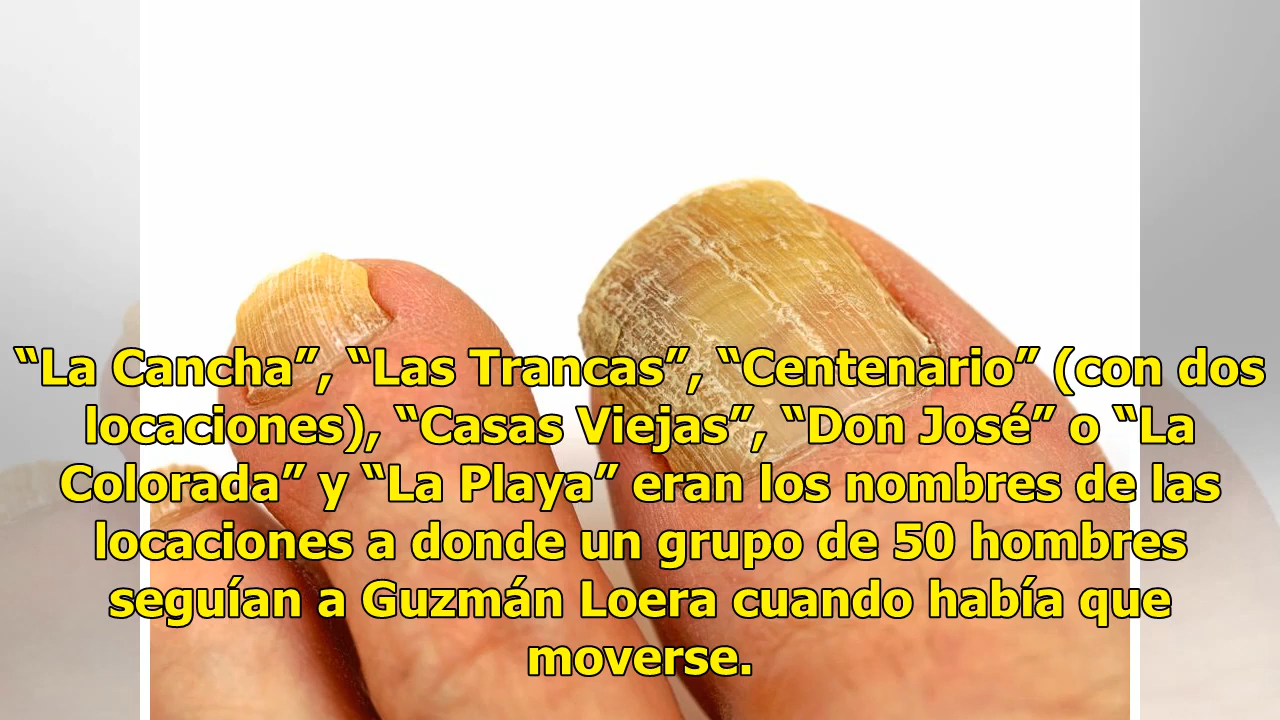 “La Cancha”, “Las Trancas”, “Centenario” (con dos
locaciones), “Casas Viejas”, “Don José” o “La
Colorada” y “La Playa” eran los nombres de las
locaciones a donde un grupo de 50 hombres
seguían a Guzmán Loera cuando había que
moverse.